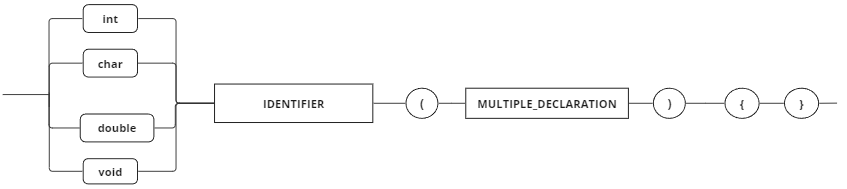 int
char
double
void
IDENTIFIER ( MULTIPLE_DECLARATION ) { }